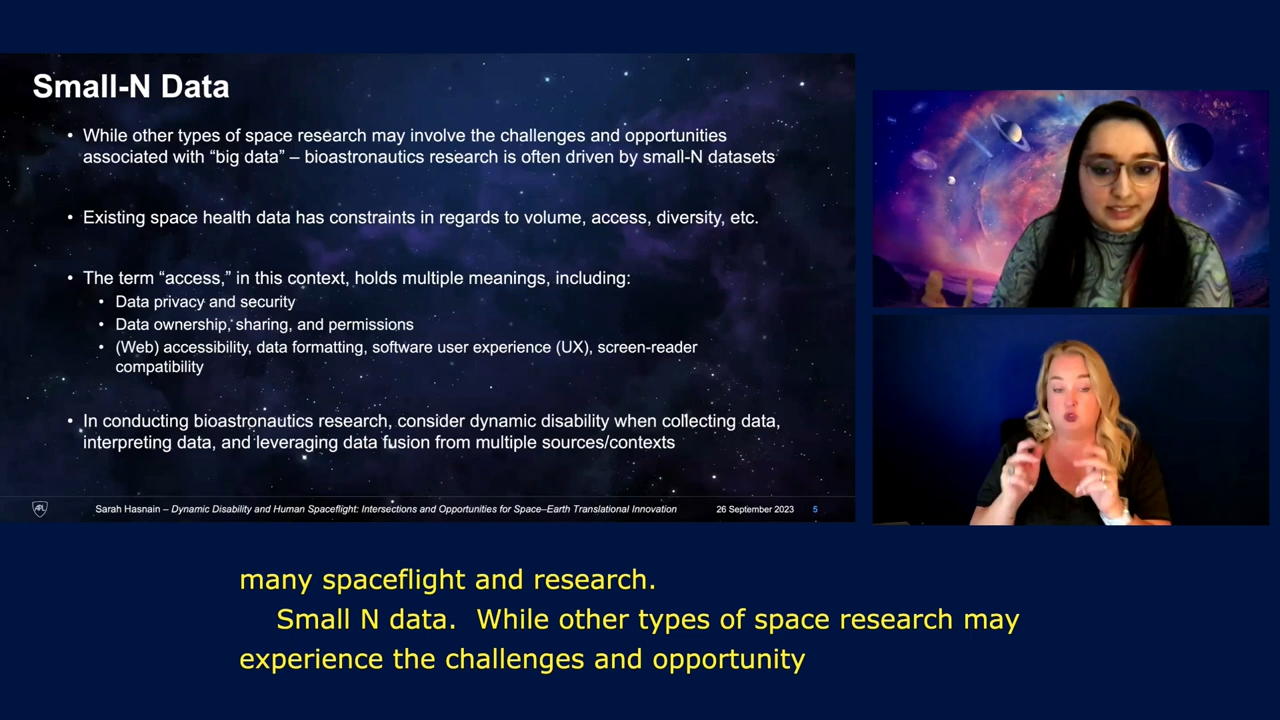 Small-N Data
• While other types of space research may involve the challenges and opportunities
associated with “big data” – bioastronautics research is often driven by small-N datasets
• Existing space health data has constraints in regards to volume, access, diversity, etc.
• The term “access,” in this context, holds multiple meanings, including:
• Data privacy and security
• Data ownership, sharing, and permissions
• (Web) accessibility, data formatting, software user experience (UX), screen-reader
compatibility
• In conducting bioastronautics research, consider dynamic disability when collecting data,
interpreting data, and leveraging data fusion from multiple sources/contexts
APL
Sarah Hasnain – Dynamic Disability and Human Spaceflight: Intersections and Opportunities for Space–Earth Translational Innovation
26 September 2023
5
many spaceflight and research.
Small N data. While other types of space research may
experience the challenges and opportunity